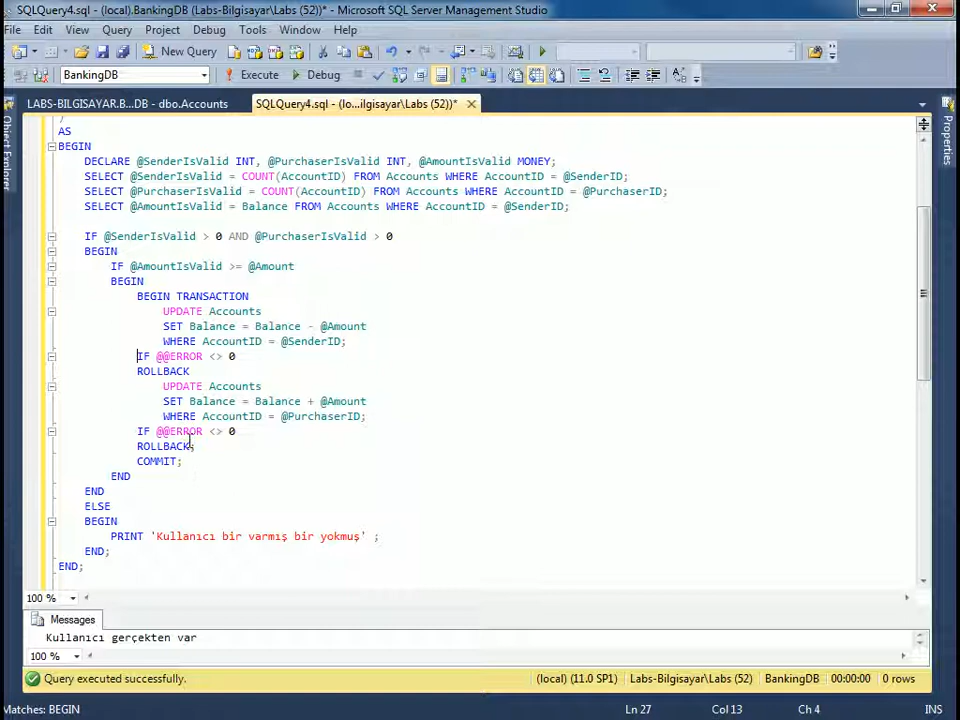 SQLQuery4.sql - (local).BankingDB (Labs-Bilgisayar\Labs (52))* - Microsoft SQL Server Management Studio
File Edit View Query Project Debug Tools Window Help
New Query
BankingDB Execute Debug
LABS-BILGISAYAR.B...DB - dbo.Accounts SQLQuery4.sql - (lo...ilgisayar\Labs (52))*
Object Explorer
Properties
)
AS
BEGIN
DECLARE @SenderIsValid INT, @PurchaserIsValid INT, @AmountIsValid MONEY;
SELECT @SenderIsValid = COUNT(AccountID) FROM Accounts WHERE AccountID = @SenderID;
SELECT @PurchaserIsValid = COUNT(AccountID) FROM Accounts WHERE AccountID = @PurchaserID;
SELECT @AmountIsValid = Balance FROM Accounts WHERE AccountID = @SenderID;
IF @SenderIsValid > 0 AND @PurchaserIsValid > 0
BEGIN
IF @AmountIsValid >= @Amount
BEGIN
BEGIN TRANSACTION
UPDATE Accounts
SET Balance = Balance - @Amount
WHERE AccountID = @SenderID;
IF @@ERROR <> 0
ROLLBACK
UPDATE Accounts
SET Balance = Balance + @Amount
WHERE AccountID = @PurchaserID;
IF @@ERROR <> 0
ROLLBACK;
COMMIT;
END
END
ELSE
BEGIN
PRINT 'Kullanıcı bir varmış bir yokmuş' ;
END;
END;
100 %
Messages
Kullanıcı gerçekten var
100 %
Query executed successfully. (local) (11.0 SP1) Labs-Bilgisayar\Labs (52) BankingDB 00:00:00 0 rows
Matches: BEGIN Ln 27 Col 13 Ch 4 INS